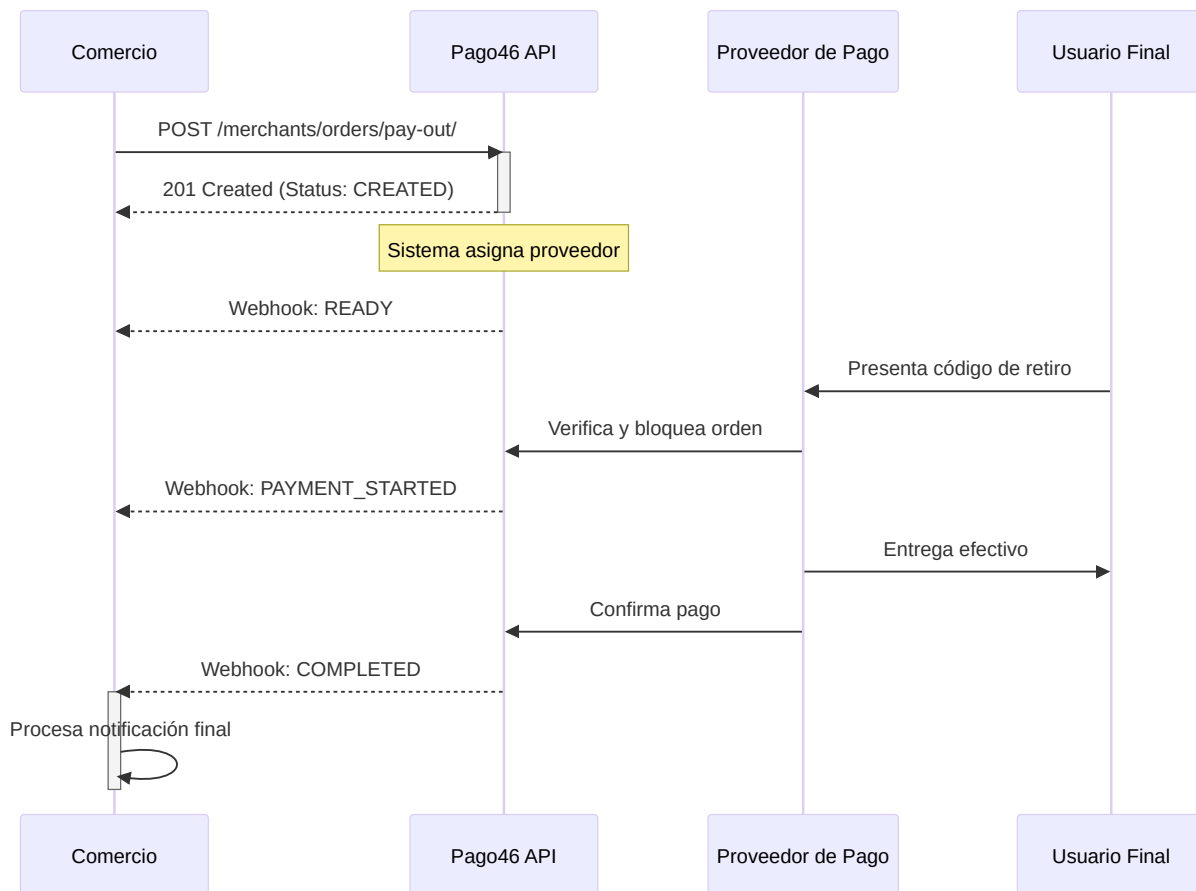 Comercio
Pago46 API
Proveedor de Pago
Usuario Final
POST /merchants/orders/pay-out/
201 Created (Status: CREATED)
Sistema asigna proveedor
Webhook: READY
Presenta código de retiro
Verifica y bloquea orden
Webhook: PAYMENT_STARTED
Entrega efectivo
Confirma pago
Webhook: COMPLETED
Procesa notificación final
Comercio
Pago46 API
Proveedor de Pago
Usuario Final